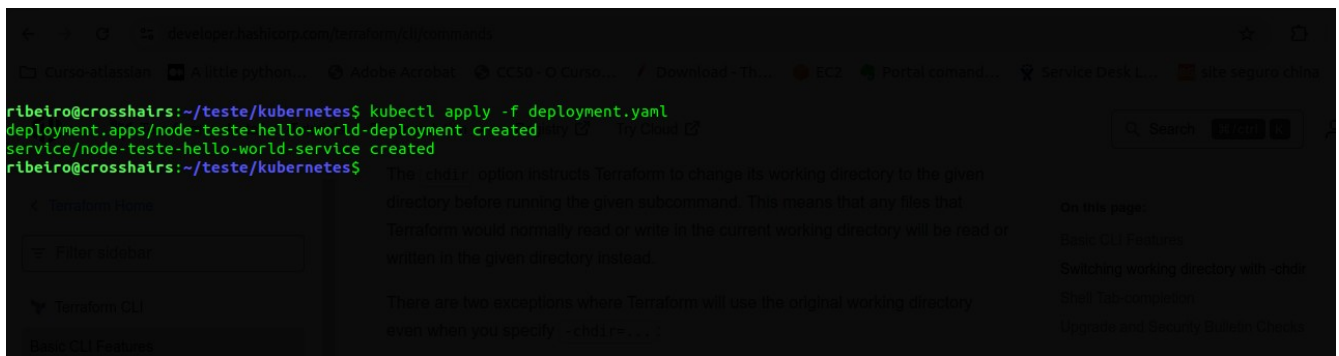 developer.hashicorp.com/terraform/cli/commands
Curso-atlassian A little python... Adobe Acrobat CC50 - O Curso... Download - Th... EC2 Portal comand... Service Desk L... site seguro china
ribeiro@crosshairs:~/teste/kubernetes$ kubectl apply -f deployment.yaml
deployment.apps/node-teste-hello-world-deployment created
Try Cloud
Search
service/node-teste-hello-world-service created
ribeiro@crosshairs:~/teste/kubernetes$
The chdir option instructs Terraform to change its working directory to the given
directory before running the given subcommand. This means that any files that
Terraform would normally read or write in the current working directory will be read or
written in the given directory instead.
There are two exceptions where Terraform will use the original working directory
even when you specify -chdir=...
Terraform Home
Filter sidebar
Terraform CLI
Basic CLI Features
On this page:
Basic CLI Features
Switching working directory with -chdir
Shell Tab-completion
Upgrade and Security Bulletin Checks